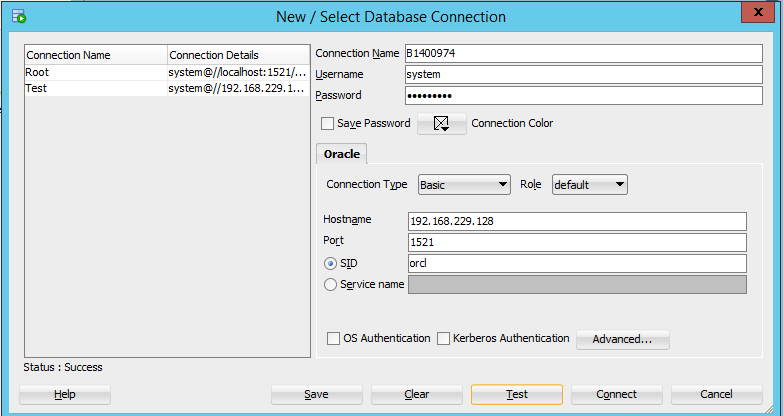 New / Select Database Connection
X
Connection Name Connection Details
Root system@//localhost:1521/...
Test system@//192.168.229.1...
Connection Name B1400974
Username system
Password •••••••••
Save Password Connection Color
Oracle
Connection Type Basic Role default
Hostname 192.168.229.128
Port 1521
SID orcl
Service name
OS Authentication Kerberos Authentication Advanced...
Status : Success
Help Save Clear Test Connect Cancel